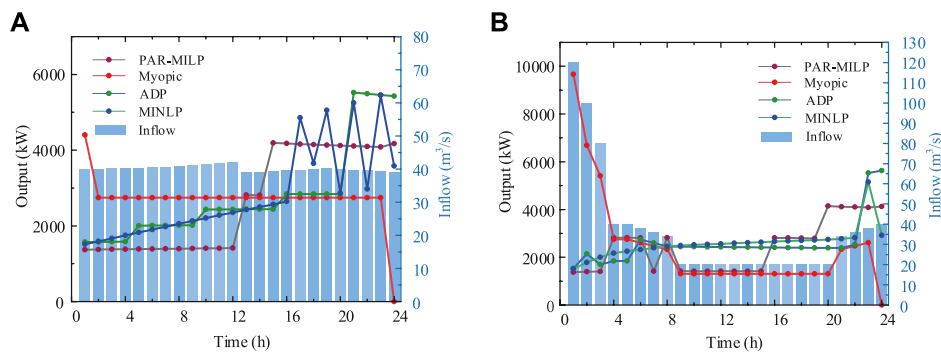 A
Output (kW)
6000
4000
2000
0
PAR-MILP
Myopic
ADP
MINLP
Inflow
80
70
60
50
40
30
20
10
0
Inflow (m³/s)
0 4 8 12 16 20 24
Time (h)
B
Output (kW)
10000
8000
6000
4000
2000
0
PAR-MILP
Myopic
ADP
MINLP
Inflow
130
120
110
100
90
80
70
60
50
40
30
20
10
0
Inflow (m³/s)
0 4 8 12 16 20 24
Time (h)